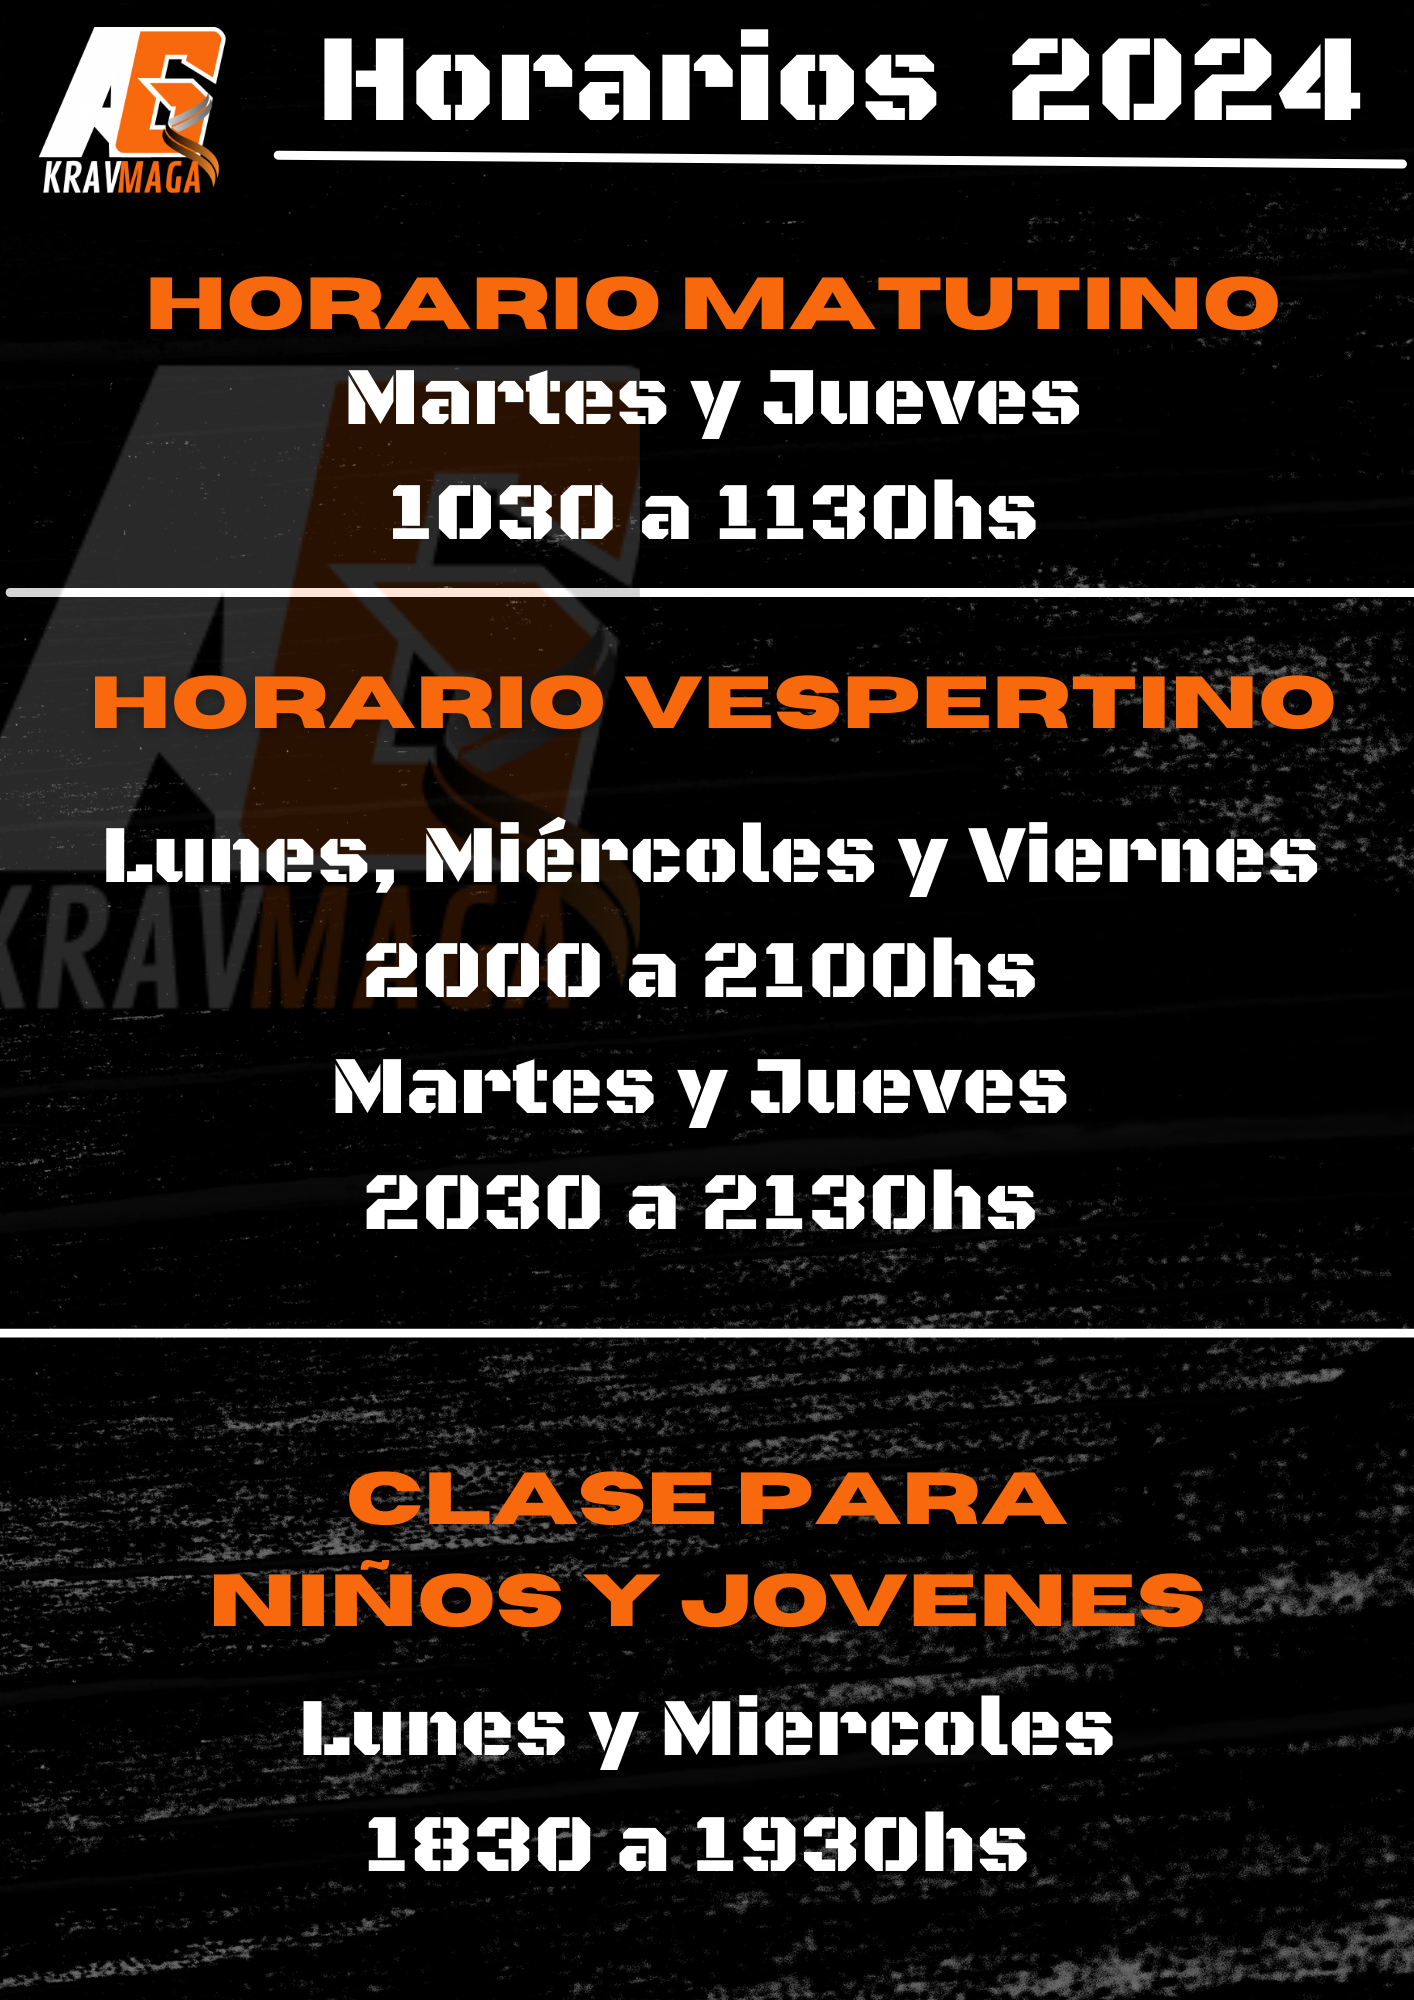 Horarios 2024
AG
KRAVMAGA
HORARIO MATUTINO
Martes y Jueves
1030 a 1130hs
HORARIO VESPERTINO
Lunes, Miércoles y Viernes
2000 a 2100hs
Martes y Jueves
2030 a 2130hs
KRAVMAGA
CLASE PARA
NIÑOS Y JOVENES
Lunes y Miercoles
1830 a 1930hs